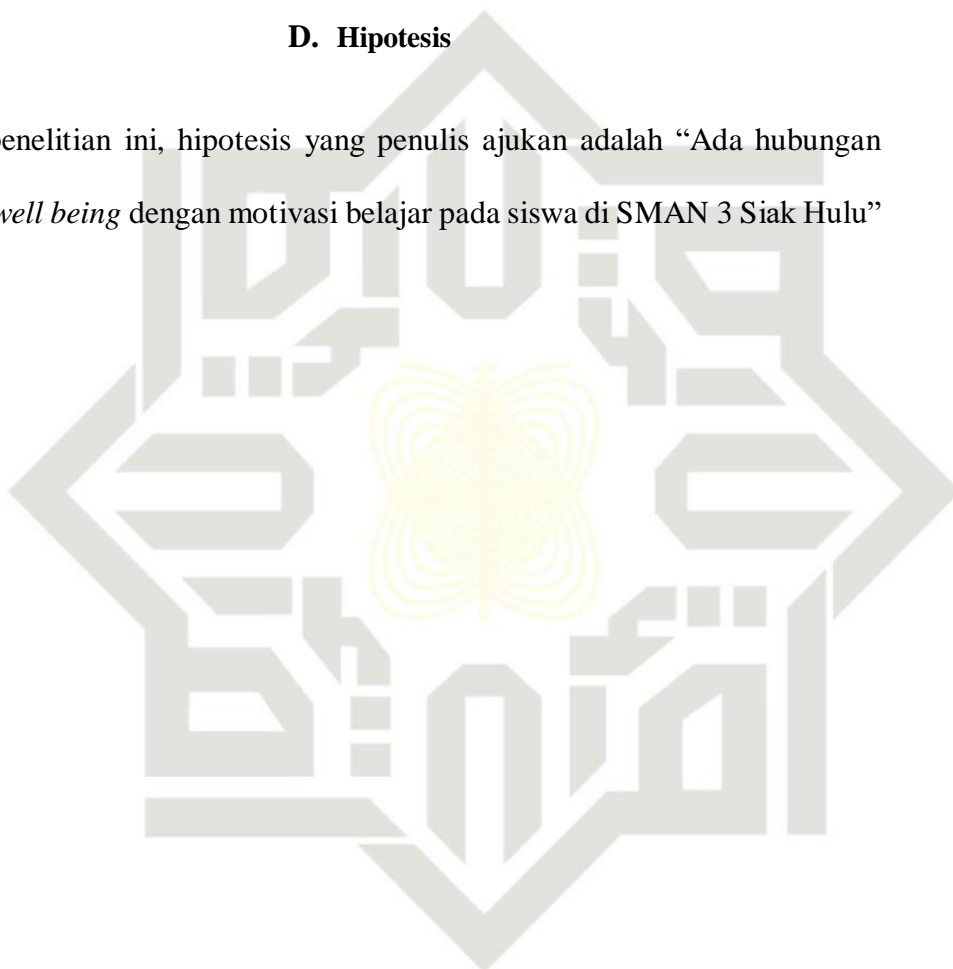 D. Hipotesis
penelitian ini, hipotesis yang penulis ajukan adalah “Ada hubungan
well being dengan motivasi belajar pada siswa di SMAN 3 Siak Hulu”